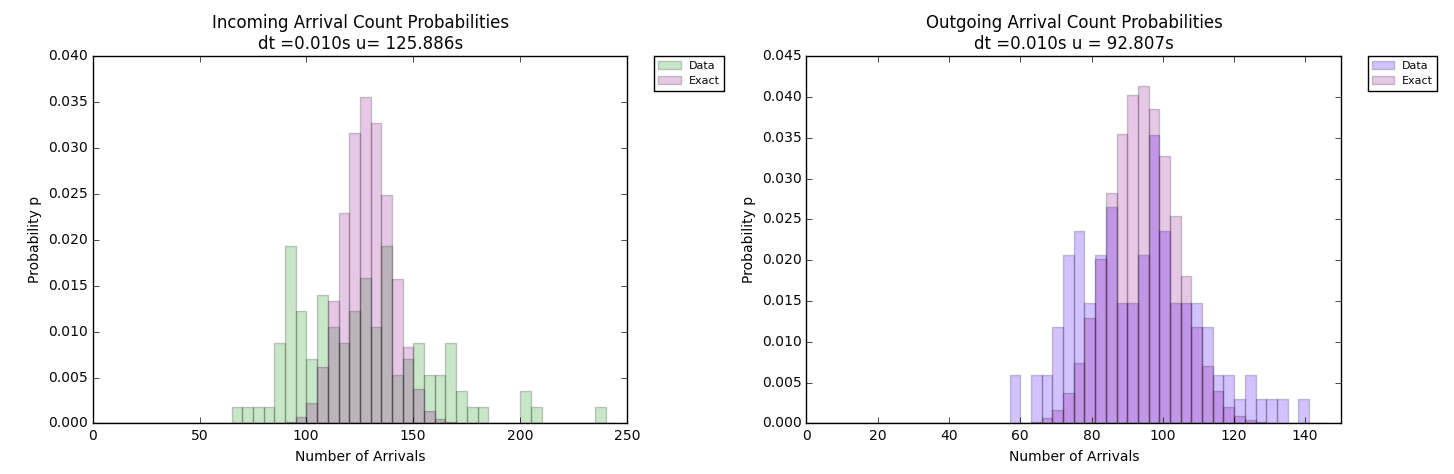 Incoming Arrival Count Probabilities
dt =0.010s u= 125.886s
0.040
0.035
0.030
0.025
0.020
0.015
0.010
0.005
0.000
Probability p
0 50 100 150 200 250
Number of Arrivals
Data
Exact
Outgoing Arrival Count Probabilities
dt =0.010s u = 92.807s
0.045
0.040
0.035
0.030
0.025
0.020
0.015
0.010
0.005
0.000
Probability p
0 20 40 60 80 100 120 140
Number of Arrivals
Data
Exact